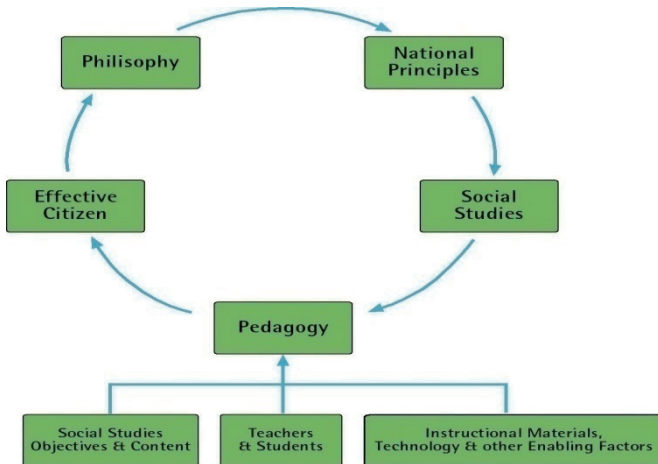 Philisophy
National
Principles
Effective
Citizen
Social
Studies
Pedagogy
Social Studies
Objectives & Content
Teachers
& Students
Instructional Materials,
Technology & other Enabling Factors